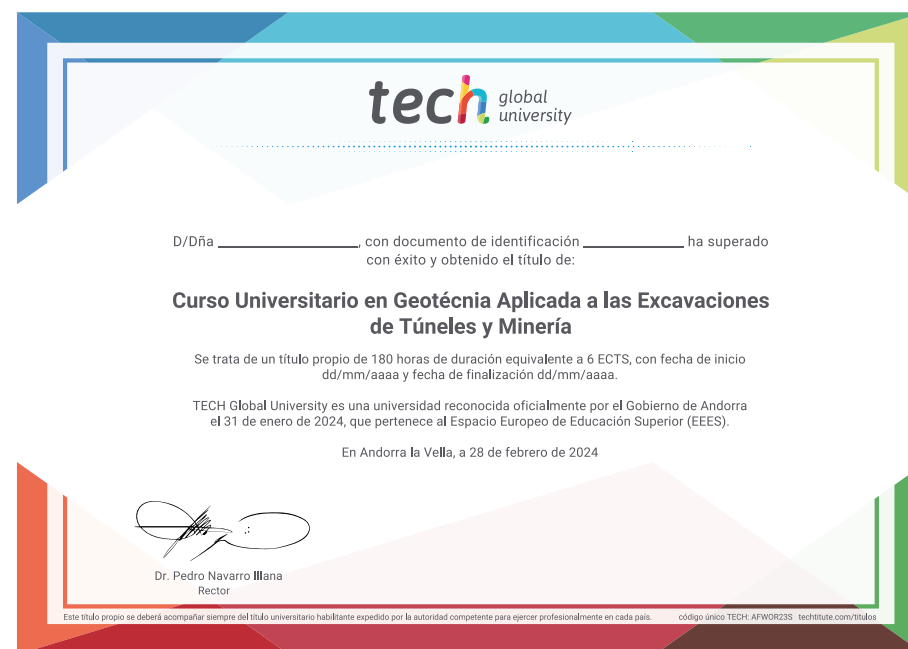 tech global university
D/Dña ____________, con documento de identificación ____________ ha superado
con éxito y obtenido el título de:
Curso Universitario en Geotécnia Aplicada a las Excavaciones
de Túneles y Minería
Se trata de un título propio de 180 horas de duración equivalente a 6 ECTS, con fecha de inicio
dd/mm/aaaa y fecha de finalización dd/mm/aaaa.
TECH Global University es una universidad reconocida oficialmente por el Gobierno de Andorra
el 31 de enero de 2024, que pertenece al Espacio Europeo de Educación Superior (EEES).
En Andorra la Vella, a 28 de febrero de 2024
Dr. Pedro Navarro Illana
Rector
Este título propio se deberá acompañar siempre del título universitario habilitante expedido por la autoridad competente para ejercer profesionalmente en cada país. código único TECH: AFWOR23S techtitute.com/titulos